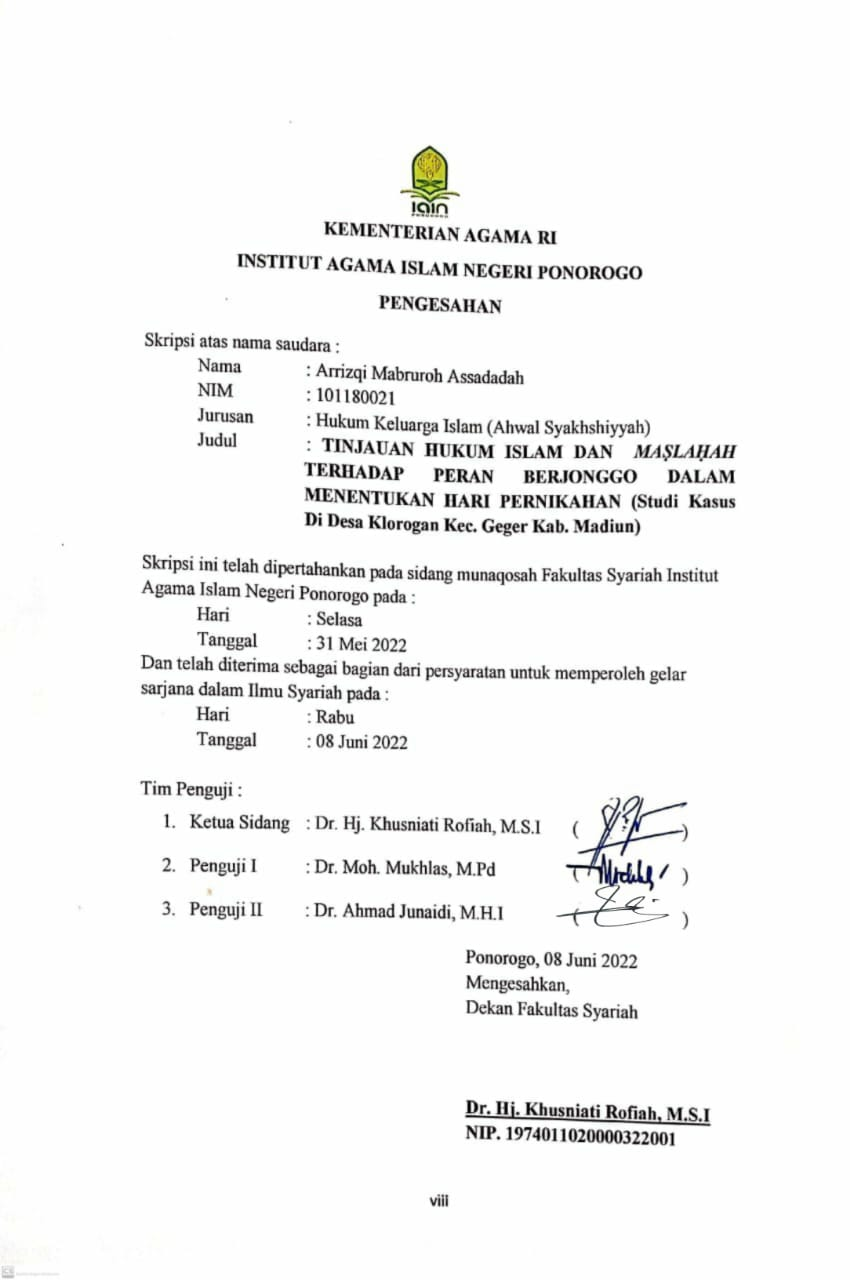 iain
PONOROGO
KEMENTERIAN AGAMA RI
INSTITUT AGAMA ISLAM NEGERI PONOROGO
PENGESAHAN
Skripsi atas nama saudara :
Nama : Arrizqi Mabruroh Assadadah
NIM : 101180021
Jurusan : Hukum Keluarga Islam (Ahwal Syakhshiyyah)
Judul : TINJAUAN HUKUM ISLAM DAN MAṢLAḤAH
TERHADAP PERAN BERJONGGO DALAM
MENENTUKAN HARI PERNIKAHAN (Studi Kasus
Di Desa Klorogan Kec. Geger Kab. Madiun)
Skripsi ini telah dipertahankan pada sidang munaqosah Fakultas Syariah Institut
Agama Islam Negeri Ponorogo pada :
Hari : Selasa
Tanggal : 31 Mei 2022
Dan telah diterima sebagai bagian dari persyaratan untuk memperoleh gelar
sarjana dalam Ilmu Syariah pada :
Hari : Rabu
Tanggal : 08 Juni 2022
Tim Penguji :
1. Ketua Sidang : Dr. Hj. Khusniati Rofiah, M.S.I ( )
2. Penguji I : Dr. Moh. Mukhlas, M.Pd ( )
3. Penguji II : Dr. Ahmad Junaidi, M.H.I ( )
Ponorogo, 08 Juni 2022
Mengesahkan,
Dekan Fakultas Syariah
Dr. Hj. Khusniati Rofiah, M.S.I
NIP. 1974011020000322001
viii
CS